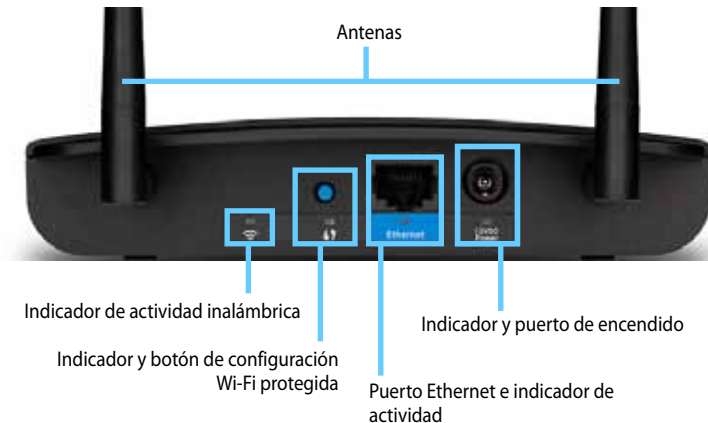 Antenas
Ethernet
12VDC
Power
Indicador de actividad inalámbrica
Indicador y puerto de encendido
Indicador y botón de configuración
Wi-Fi protegida
Puerto Ethernet e indicador de
actividad